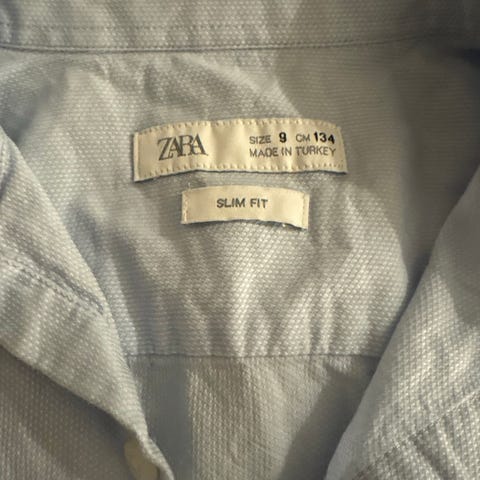 ZARA
SIZE 9 CM 134
MADE IN TURKEY
SLIM FIT